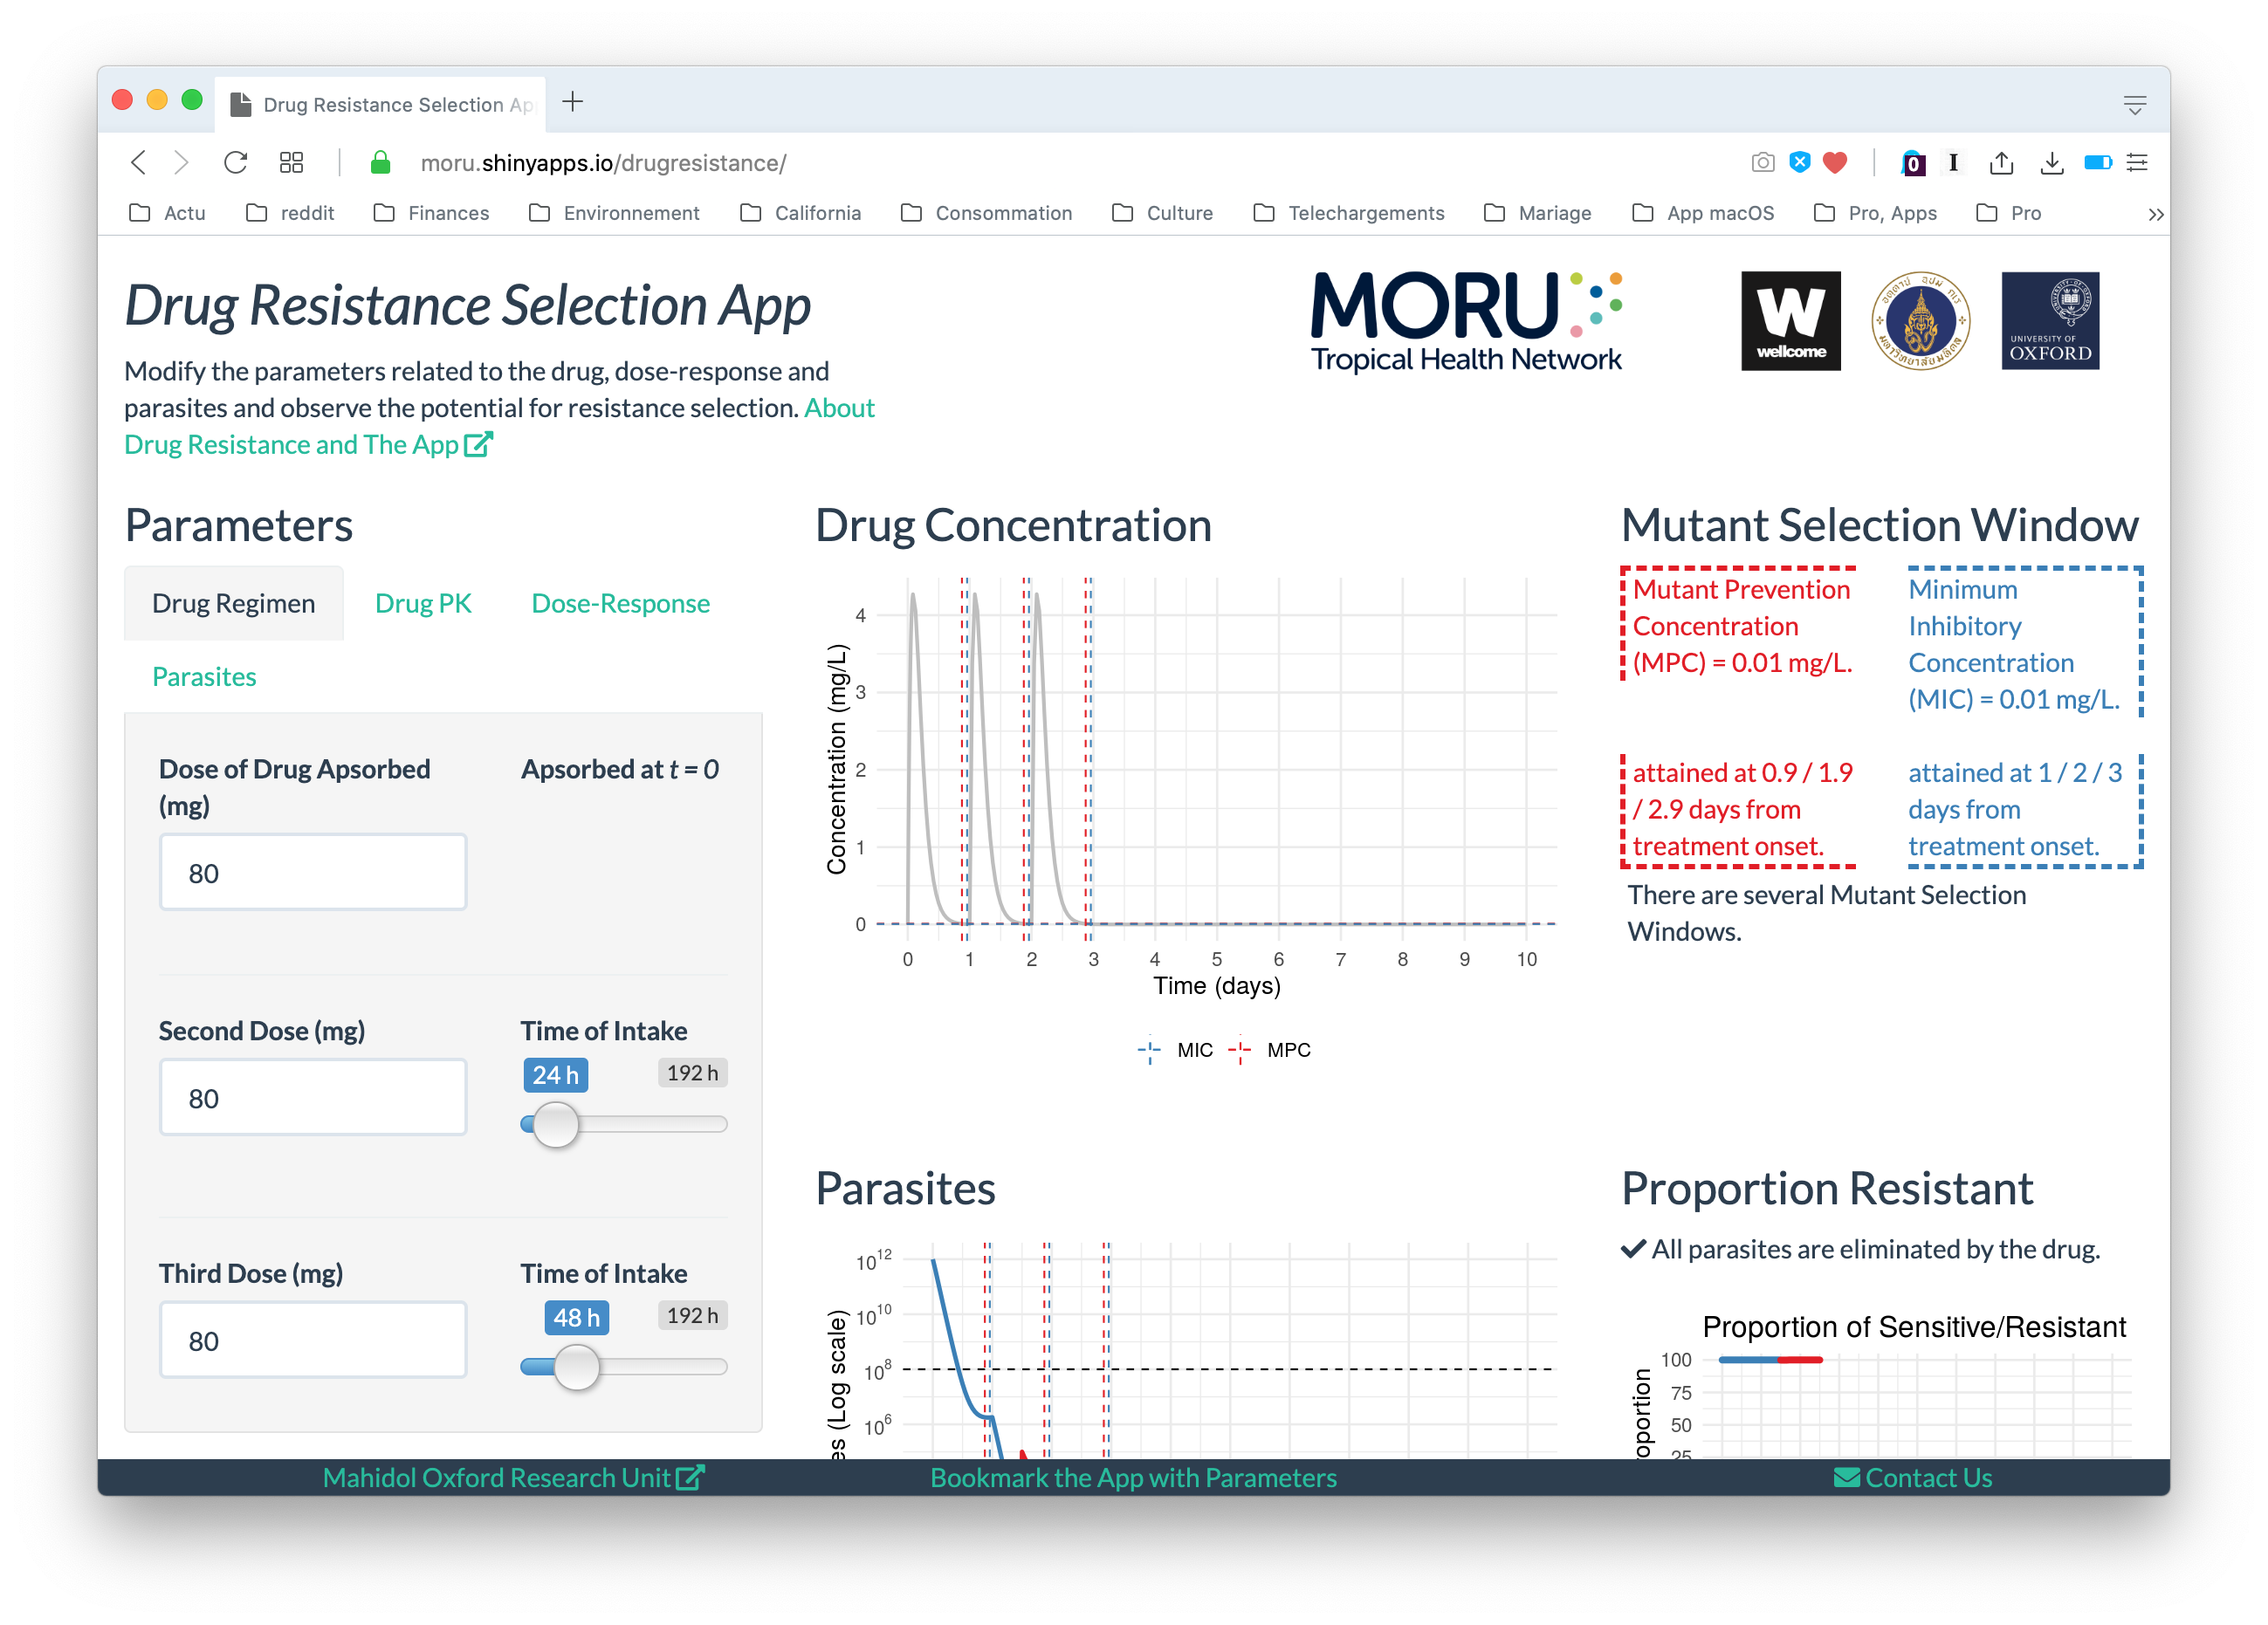 Drug Resistance Selection Ap
moru.shinyapps.io/drugresistance/
0
I
Actu
reddit
Finances
Environnement
California
Consommation
Culture
Telechargements
Mariage
App macOS
Pro, Apps
Pro
Drug Resistance Selection App
Modify the parameters related to the drug, dose-response and
parasites and observe the potential for resistance selection. About
Drug Resistance and The App
MORU
Tropical Health Network
W
wellcome
UNIVERSITY OF
OXFORD
Parameters
Drug Regimen
Drug PK
Dose-Response
Parasites
Dose of Drug Apsorbed
(mg)
80
Apsorbed at t = 0
Second Dose (mg)
80
Time of Intake
24 h
192 h
Third Dose (mg)
80
Time of Intake
48 h
192 h
Drug Concentration
Concentration (mg/L)
4
3
2
1
0
0 1 2 3 4 5 6 7 8 9 10
Time (days)
MIC MPC
Mutant Selection Window
Mutant Prevention
Concentration
(MPC) = 0.01 mg/L.
attained at 0.9 / 1.9
/ 2.9 days from
treatment onset.
Minimum
Inhibitory
Concentration
(MIC) = 0.01 mg/L.
attained at 1 / 2 / 3
days from
treatment onset.
There are several Mutant Selection
Windows.
Parasites
es (Log scale)
10^12
10^10
10^8
10^6
Proportion Resistant
All parasites are eliminated by the drug.
Proportion of Sensitive/Resistant
oportion
100
75
50
25
Mahidol Oxford Research Unit
Bookmark the App with Parameters
Contact Us